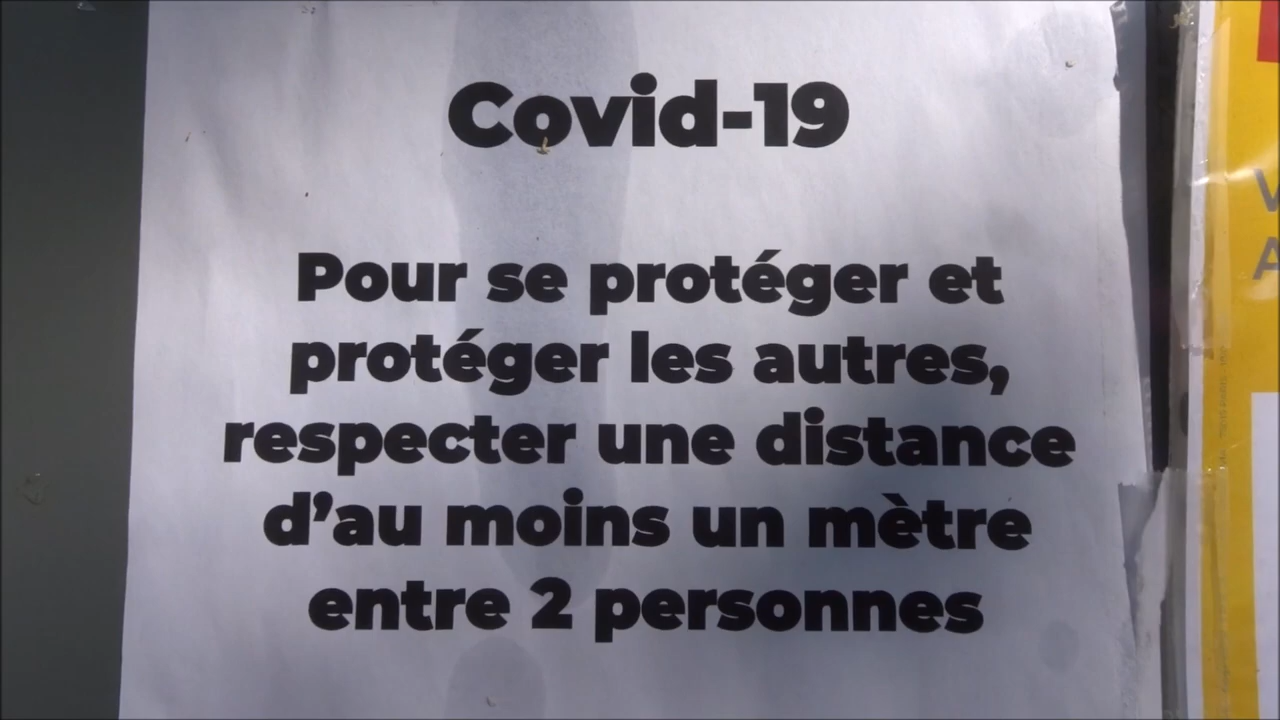 Covid-19
Pour se protéger et
protéger les autres,
respecter une distance
d'au moins un mètre
entre 2 personnes
V
A